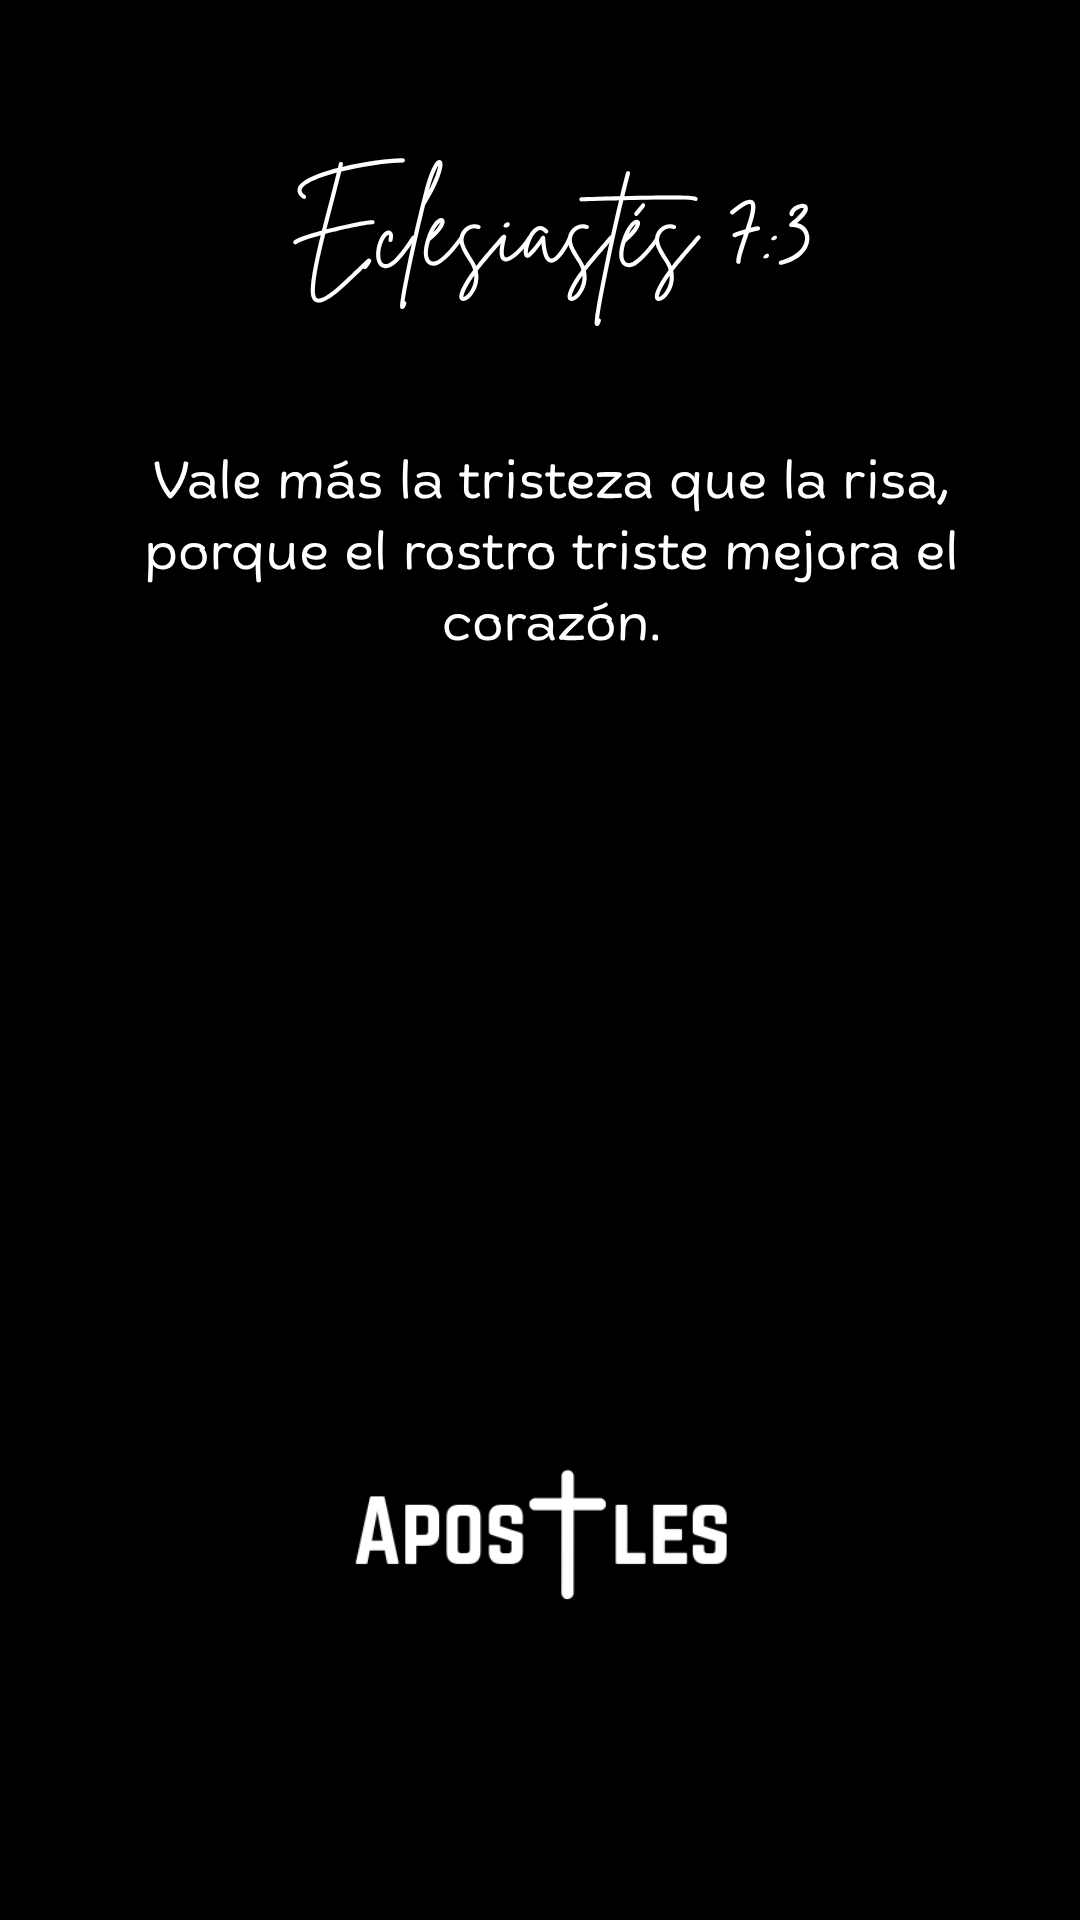 Eclesiastés 7:3
Vale más la tristeza que la risa,
porque el rostro triste mejora el
corazón.
APOSTLES